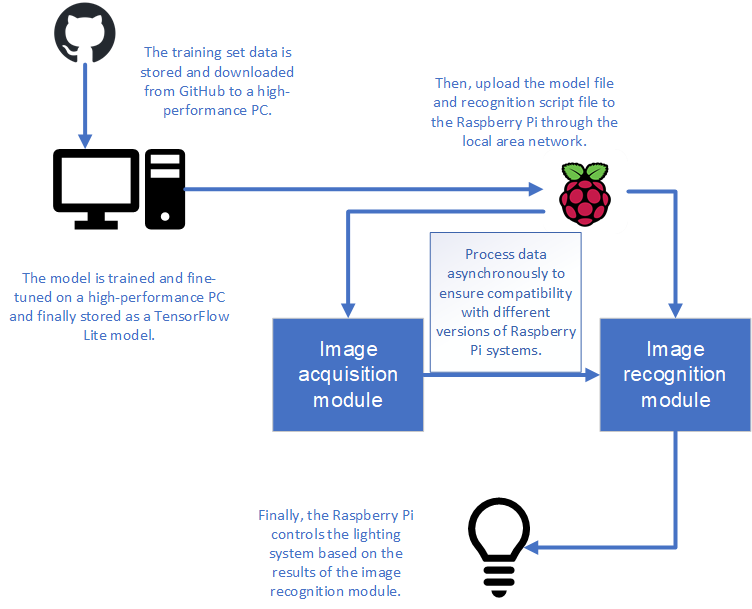 The training set data is
stored and downloaded
from GitHub to a high-
performance PC.
Then, upload the model file
and recognition script file to
the Raspberry Pi through the
local area network.
The model is trained and fine-
tuned on a high-performance PC
and finally stored as a TensorFlow
Lite model.
Process data
asynchronously to
ensure compatibility
with different
versions of Raspberry
Pi systems.
Image
acquisition
module
Image
recognition
module
Finally, the Raspberry Pi
controls the lighting
system based on the
results of the image
recognition module.